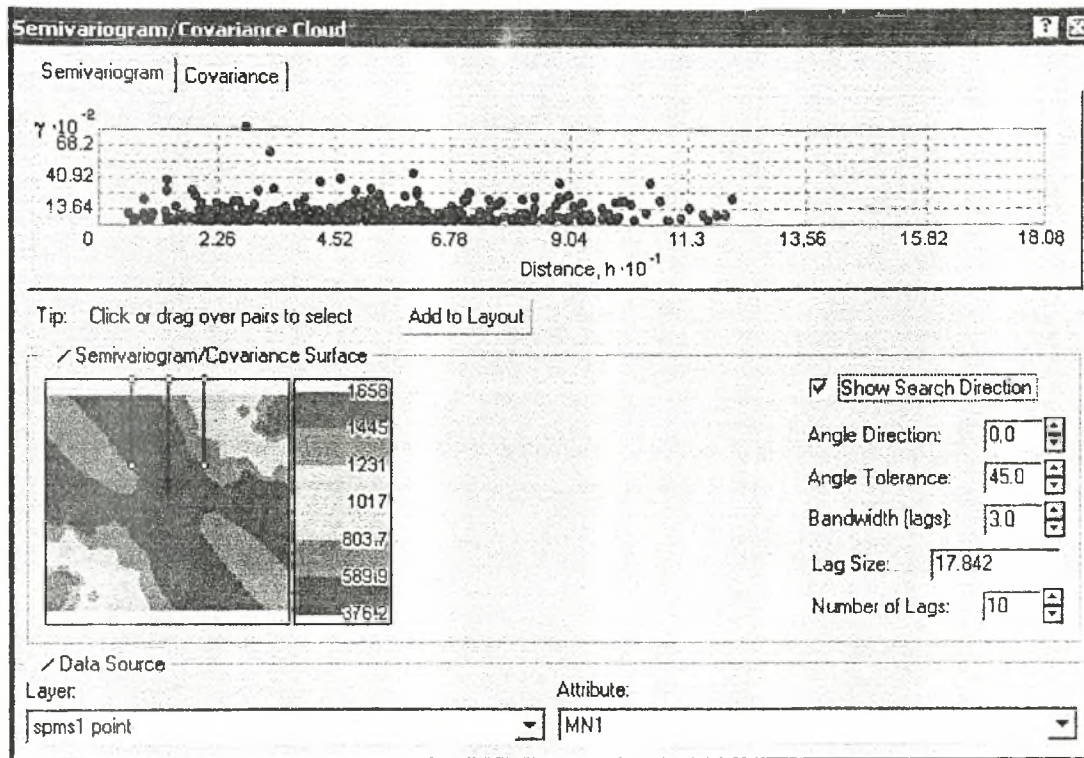 Semivariogram/Covariance Cloud
Semivariogram Covariance
γ ·10 -2
68.2
40.92
13.64
0 2.26 4.52 6.78 9.04 11.3 13,56 15.82 18.08
Distance, h ·10 -1
Tip: Click or drag over pairs to select Add to Layout
Semivariogram/Covariance Surface
1658
1445
1231
1017
803.7
589.9
376.2
Show Search Direction
Angle Direction: 0.0
Angle Tolerance: 45.0
Bandwidth (lags): 3.0
Lag Size: 17.842
Number of Lags: 10
Data Source
Layer: Attribute:
spms1 point MN1